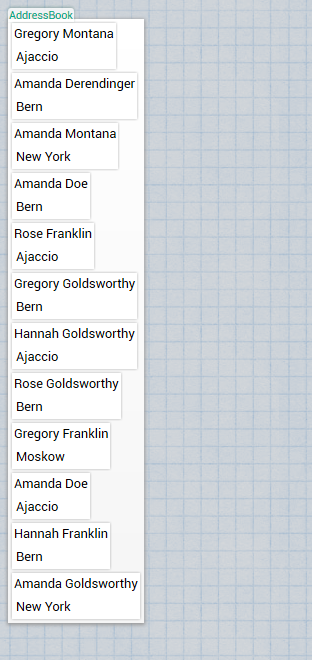 AddressBook
Gregory Montana
Ajaccio
Amanda Derendinger
Bern
Amanda Montana
New York
Amanda Doe
Bern
Rose Franklin
Ajaccio
Gregory Goldsworthy
Bern
Hannah Goldsworthy
Ajaccio
Rose Goldsworthy
Bern
Gregory Franklin
Moskow
Amanda Doe
Ajaccio
Hannah Franklin
Bern
Amanda Goldsworthy
New York